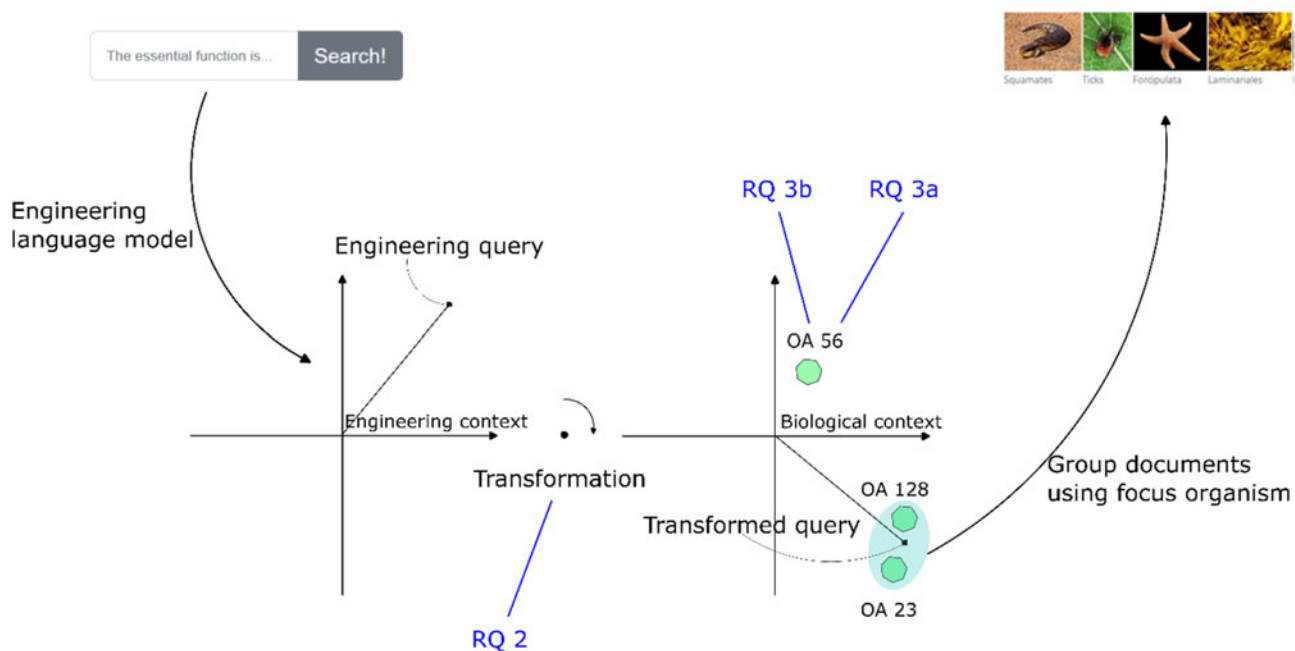 The essential function is...
Search!
Squamates
Ticks
Forcipulata
Laminariales
RQ 3b
RQ 3a
Engineering
language model
Engineering query
OA 56
Engineering context
Biological context
Transformation
Group documents
using focus organism
OA 128
Transformed query
OA 23
RQ 2